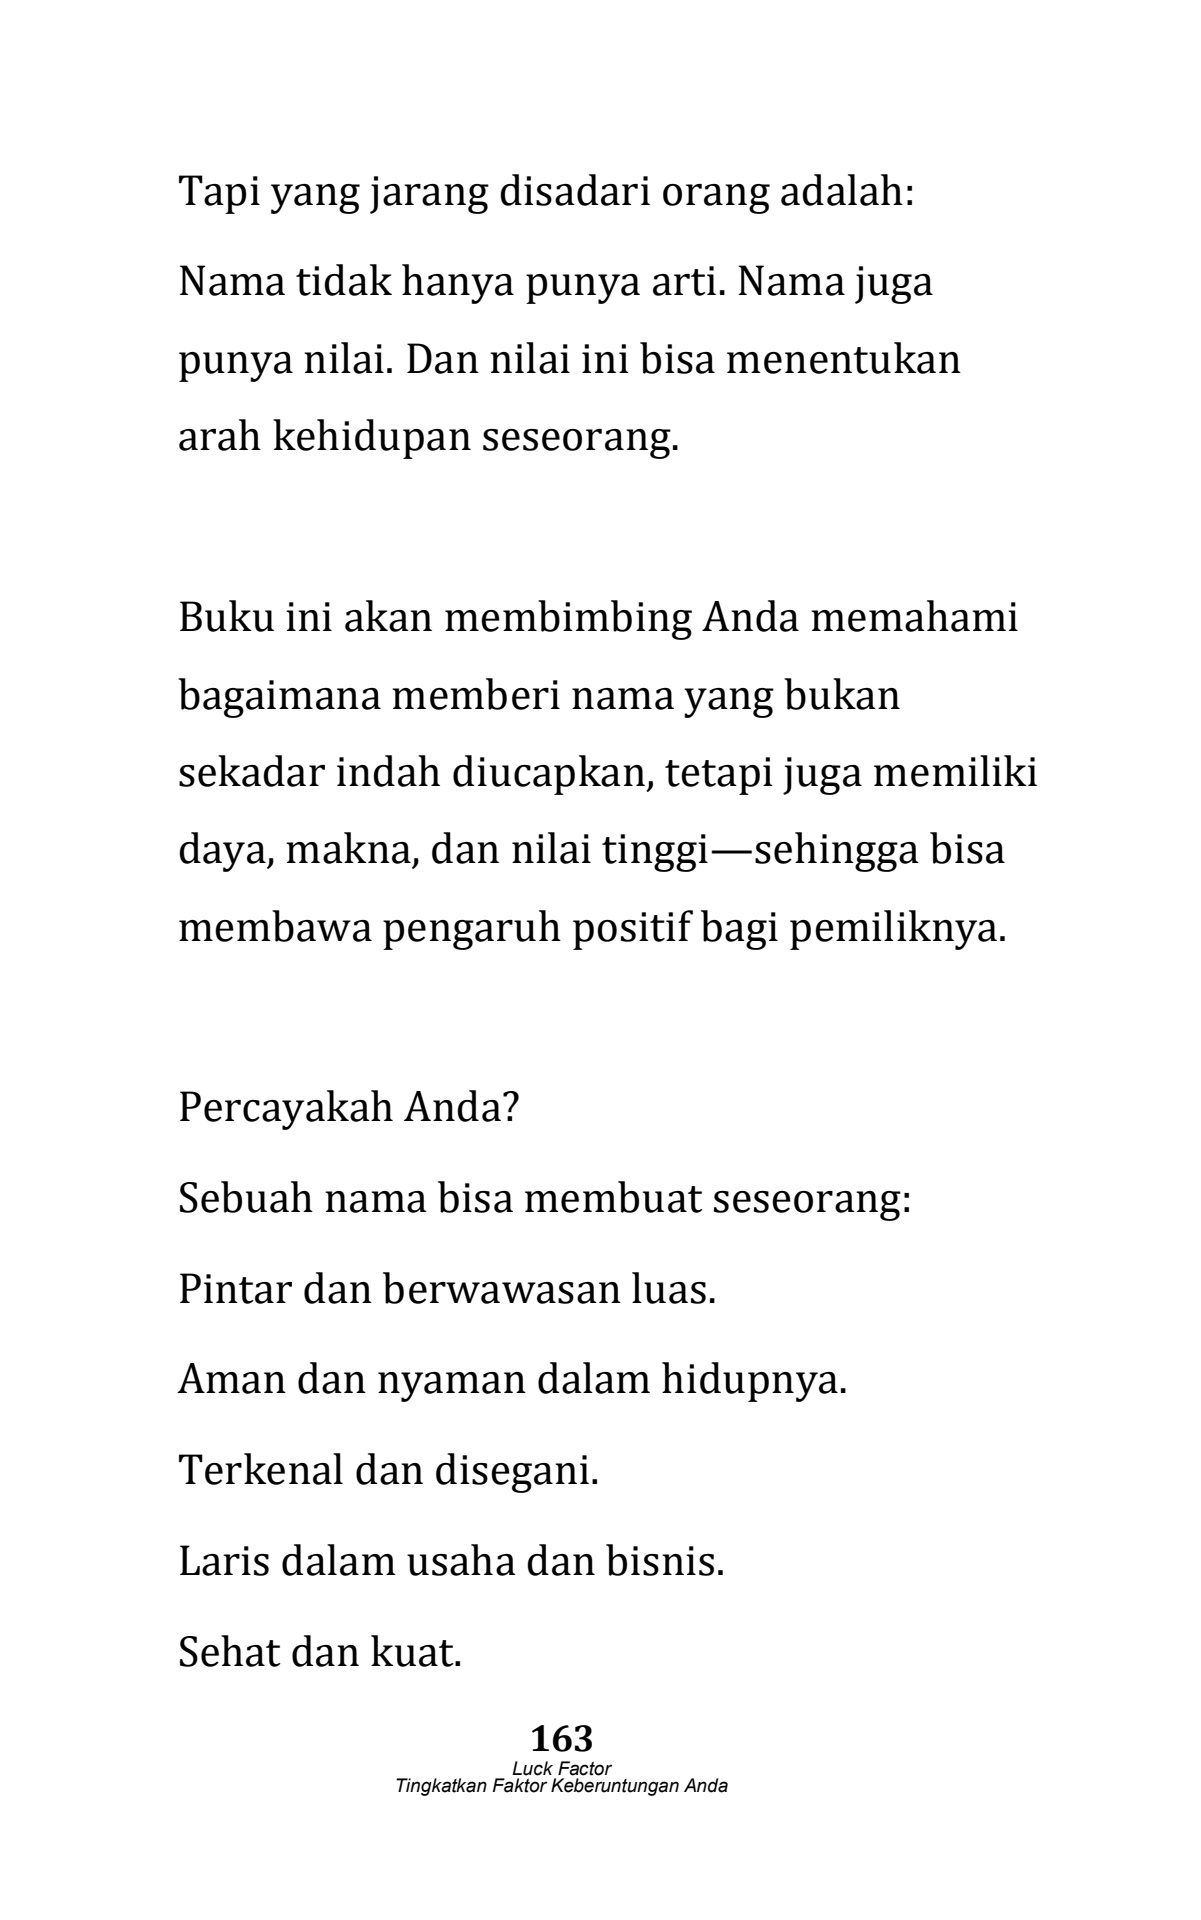 Tapi yang jarang disadari orang adalah:
Nama tidak hanya punya arti. Nama juga
punya nilai. Dan nilai ini bisa menentukan
arah kehidupan seseorang.
Buku ini akan membimbing Anda memahami
bagaimana memberi nama yang bukan
sekadar indah diucapkan, tetapi juga memiliki
daya, makna, dan nilai tinggi—sehingga bisa
membawa pengaruh positif bagi pemiliknya.
Percayakah Anda?
Sebuah nama bisa membuat seseorang:
Pintar dan berwawasan luas.
Aman dan nyaman dalam hidupnya.
Terkenal dan disegani.
Laris dalam usaha dan bisnis.
Sehat dan kuat.
163
Luck Factor
Tingkatkan Faktor Keberuntungan Anda